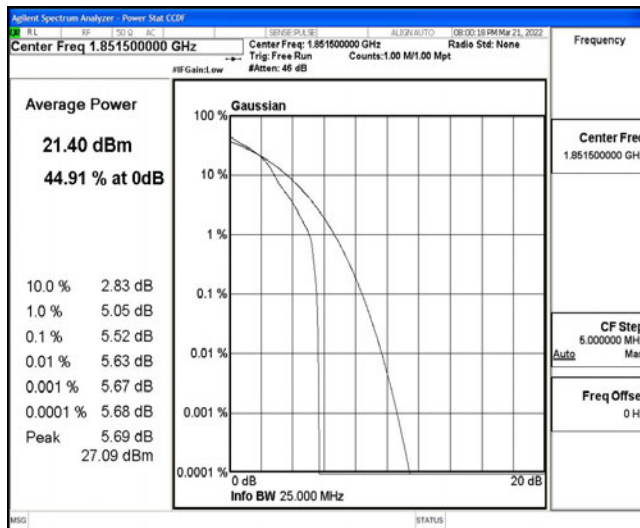 Agilent Spectrum Analyzer - Power Stat CCDF
RL RF 50 Ω AC SENSE:PULSE ALIGN AUTO 08:00:18 PM Mar 21, 2022
Center Freq 1.851500000 GHz
Center Freq: 1.851500000 GHz Radio Std: None
Trig: Free Run Counts:1.00 M/1.00 Mpt
#IFGain:Low #Atten: 46 dB
Frequency
Average Power
21.40 dBm
44.91 % at 0dB
10.0 % 2.83 dB
1.0 % 5.05 dB
0.1 % 5.52 dB
0.01 % 5.63 dB
0.001 % 5.67 dB
0.0001 % 5.68 dB
Peak 5.69 dB
27.09 dBm
Gaussian
100 %
10 %
1 %
0.1 %
0.01 %
0.001 %
0.0001 %
0 dB 20 dB
Info BW 25.000 MHz
Center Freq
1.851500000 GH
CF Step
5.000000 MH
Auto Ma
Freq Offse
0 H
MSG STATUS